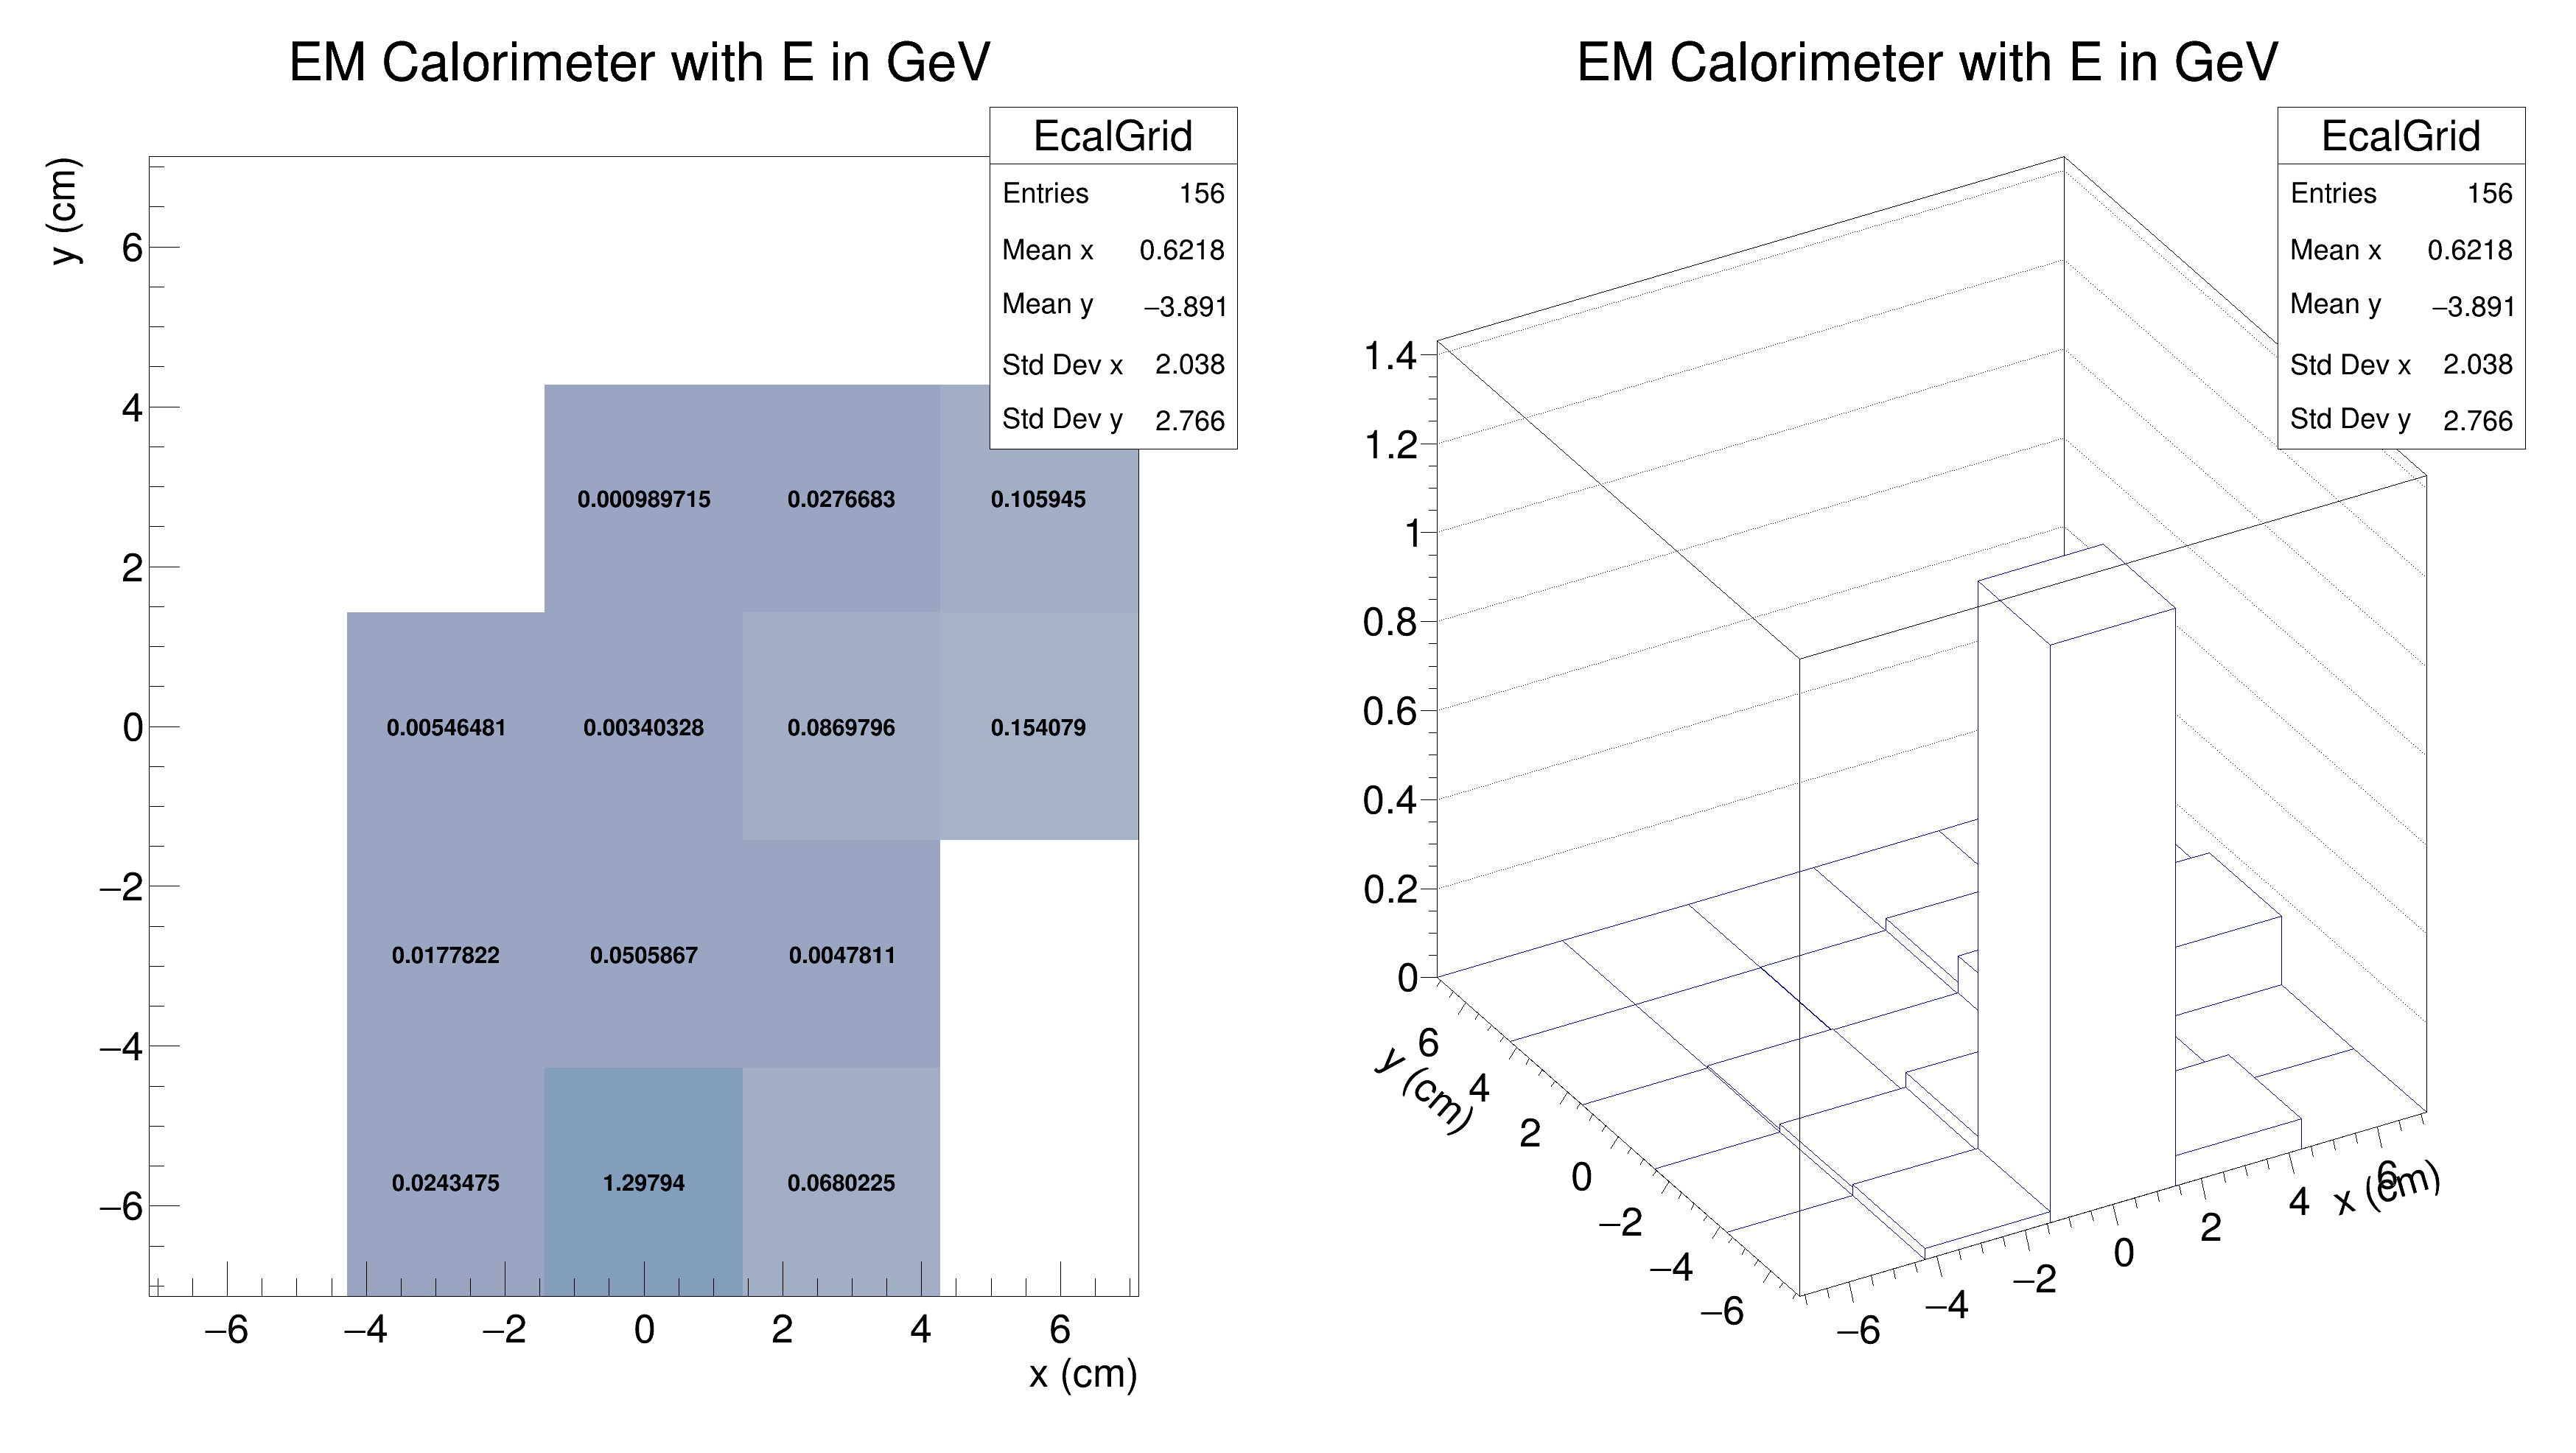 EM Calorimeter with E in GeV
EcalGrid
Entries 156
Mean x 0.6218
Mean y −3.891
Std Dev x 2.038
Std Dev y 2.766
y (cm)
6
4
2
0
−2
−4
−6
0.000989715 0.0276683 0.105945
0.00546481 0.00340328 0.0869796 0.154079
0.0177822 0.0505867 0.0047811
0.0243475 1.29794 0.0680225
−6 −4 −2 0 2 4 6
x (cm)
EM Calorimeter with E in GeV
EcalGrid
Entries 156
Mean x 0.6218
Mean y −3.891
Std Dev x 2.038
Std Dev y 2.766
1.4
1.2
1
0.8
0.6
0.4
0.2
0
6
4
2
0
−2
−4
−6
y (cm)
−6 −4 −2 0 2 4 6
x (cm)